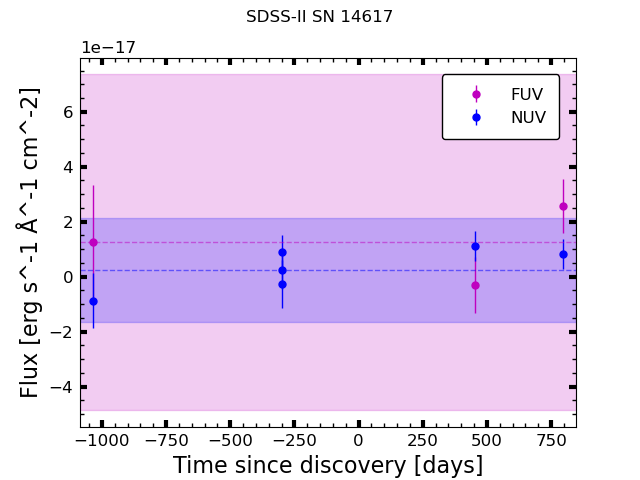 SDSS-II SN 14617
1e−17
FUV
NUV
6
4
2
0
−2
−4
Flux [erg s^-1 Å^-1 cm^-2]
−1000 −750 −500 −250 0 250 500 750
Time since discovery [days]